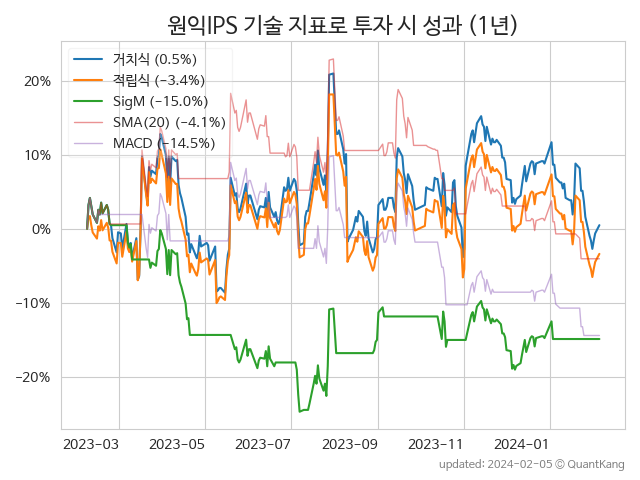 원익IPS 기술 지표로 투자 시 성과 (1년)
거치식 (0.5%)
적립식 (−3.4%)
SigM (−15.0%)
SMA(20) (−4.1%)
MACD (−14.5%)
20%
10%
0%
−10%
−20%
2023-03 2023-05 2023-07 2023-09 2023-11 2024-01
updated: 2024-02-05 © QuantKang